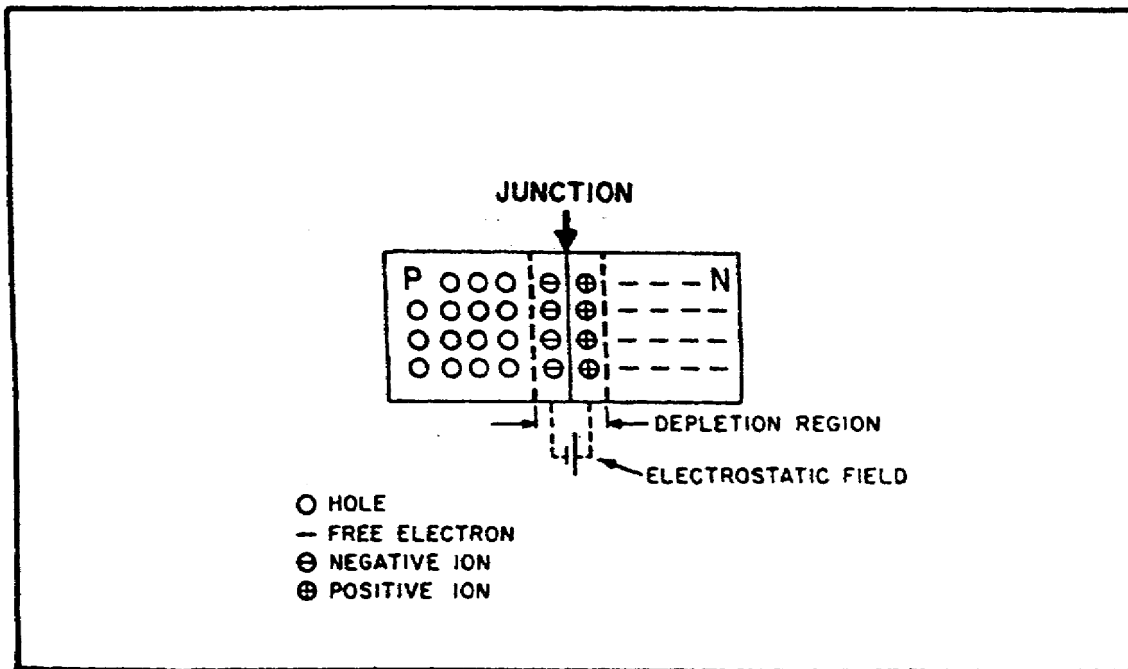 JUNCTION
P
N
DEPLETION REGION
ELECTROSTATIC FIELD
HOLE
FREE ELECTRON
NEGATIVE ION
POSITIVE ION